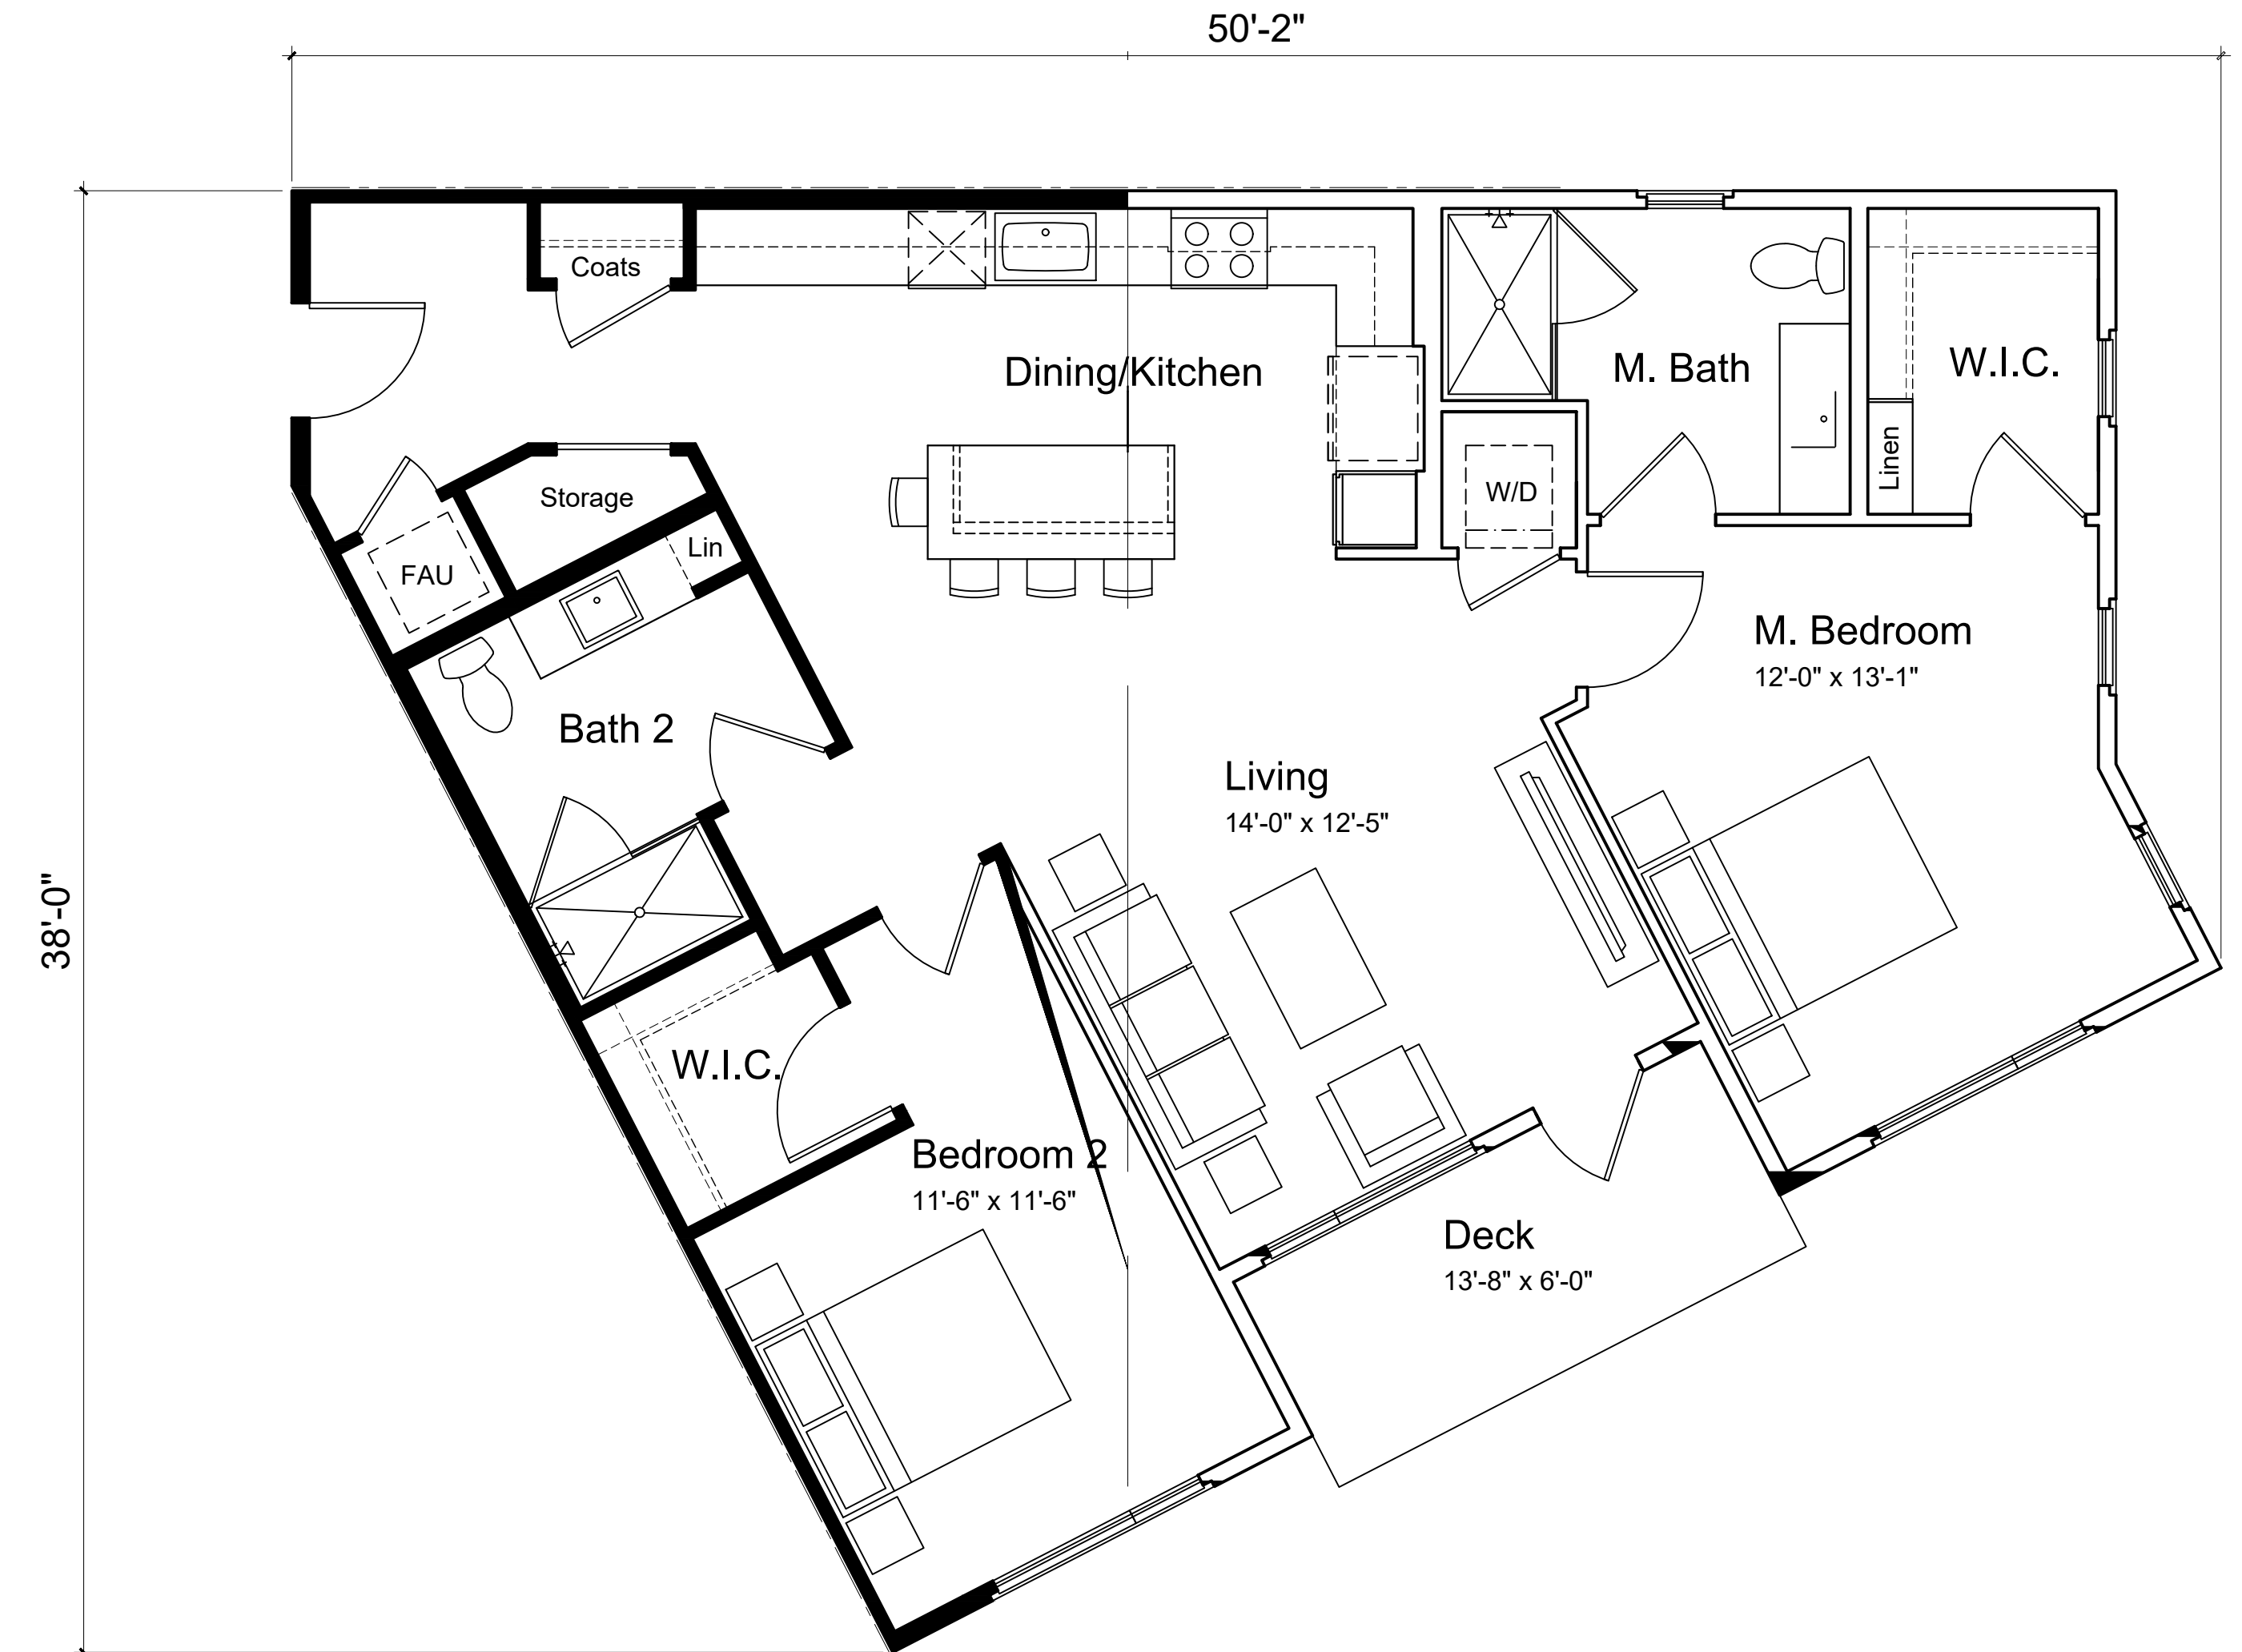 50'-2"
38'-0"
Coats
Dining/Kitchen
M. Bath
W.I.C.
Linen
Storage
W/D
Lin
FAU
M. Bedroom
12'-0" x 13'-1"
Bath 2
Living
14'-0" x 12'-5"
W.I.C.
Bedroom 2
11'-6" x 11'-6"
Deck
13'-8" x 6'-0"